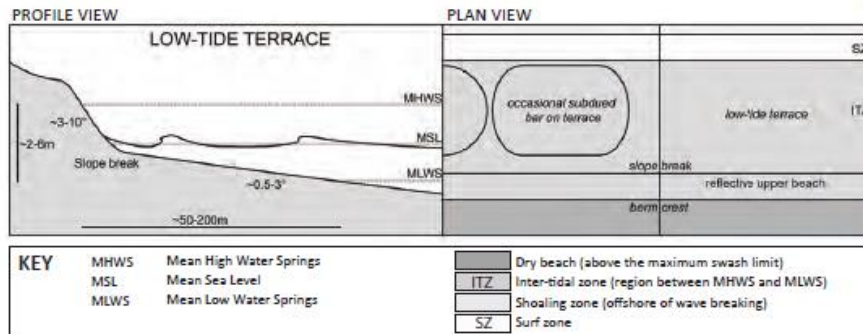 PROFILE VIEW
PLAN VIEW
LOW-TIDE TERRACE
MHWS
~3-10°
~2-6m
MSL
Slope break
MLWS
~0.5-3°
~50-200m
SZ
occasional subdued
bar on terrace
low-tide terrace
ITZ
slope break
reflective upper beach
berm crest
KEY
MHWS Mean High Water Springs
MSL Mean Sea Level
MLWS Mean Low Water Springs
Dry beach (above the maximum swash limit)
ITZ Inter-tidal zone (region between MHWS and MLWS)
Shoaling zone (offshore of wave breaking)
SZ Surf zone